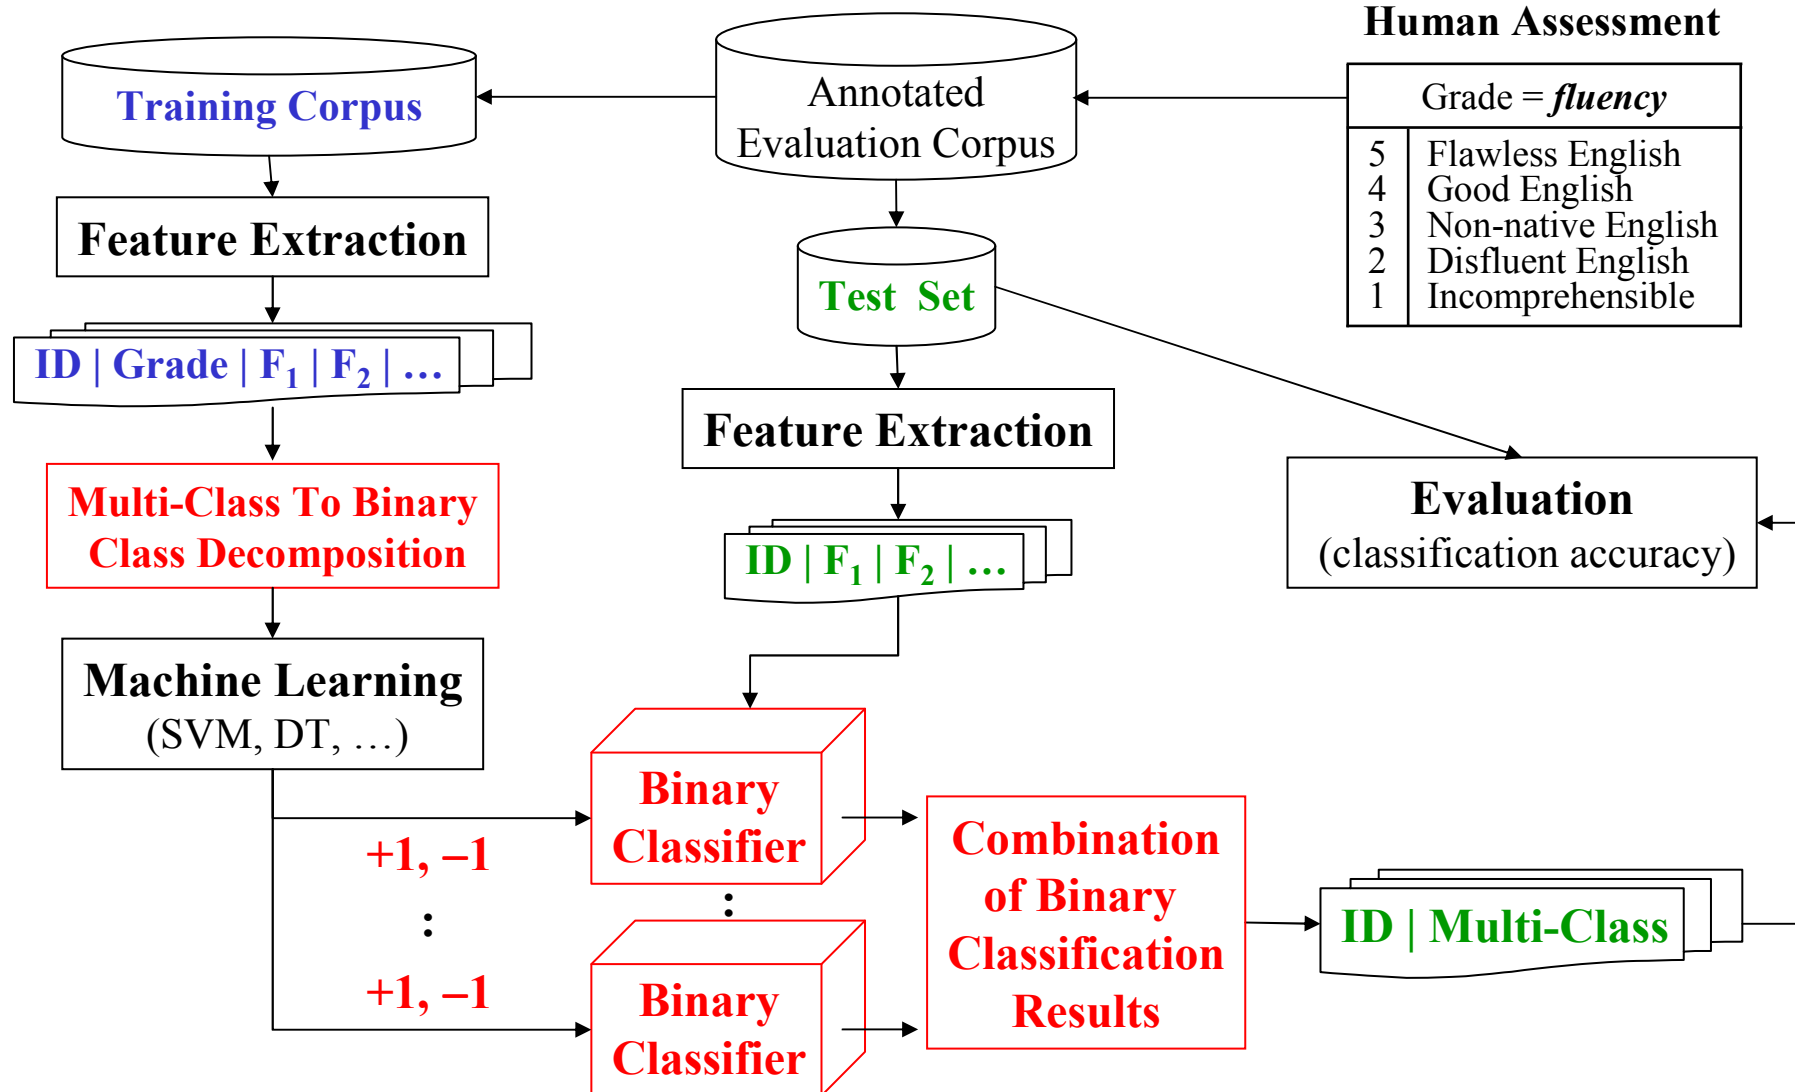 Human Assessment
Training Corpus
Annotated
Evaluation Corpus
Grade = fluency
5 Flawless English
4 Good English
3 Non-native English
2 Disfluent English
1 Incomprehensible
Feature Extraction
Test Set
ID | Grade | F1 | F2 | …
Feature Extraction
Multi-Class To Binary
Class Decomposition
Evaluation
(classification accuracy)
ID | F1 | F2 | …
Machine Learning
(SVM, DT, …)
Binary
Classifier
+1, –1
:
:
+1, –1
Binary
Classifier
Combination
of Binary
Classification
Results
ID | Multi-Class